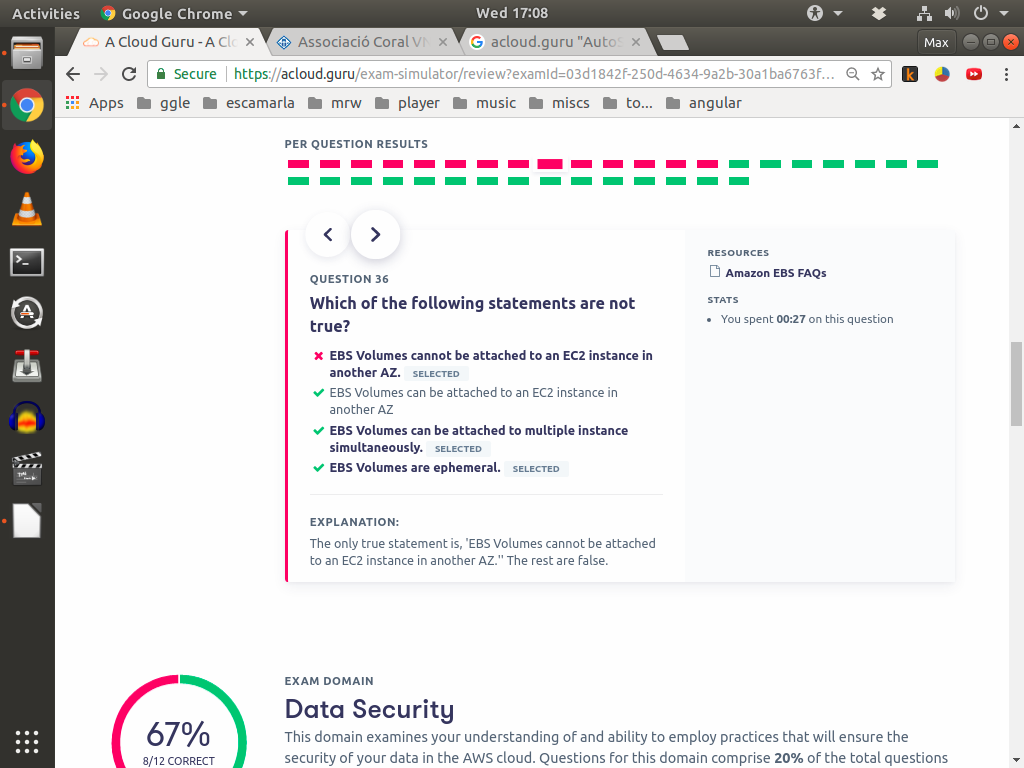 Activities
Google Chrome
Wed 17:08
A Cloud Guru - A Cl
Associació Coral VN
acloud.guru "AutoS
Max
Secure
https://acloud.guru/exam-simulator/review?examId=03d1842f-250d-4634-9a2b-30a1ba6763f...
Apps
ggle
escamarla
mrw
player
music
miscs
to...
angular
PER QUESTION RESULTS
QUESTION 36
Which of the following statements are not
true?
EBS Volumes cannot be attached to an EC2 instance in
another AZ. SELECTED
EBS Volumes can be attached to an EC2 instance in
another AZ
EBS Volumes can be attached to multiple instance
simultaneously. SELECTED
EBS Volumes are ephemeral. SELECTED
EXPLANATION:
The only true statement is, 'EBS Volumes cannot be attached
to an EC2 instance in another AZ.'' The rest are false.
RESOURCES
Amazon EBS FAQs
STATS
You spent 00:27 on this question
67%
8/12 CORRECT
EXAM DOMAIN
Data Security
This domain examines your understanding of and ability to employ practices that will ensure the
security of your data in the AWS cloud. Questions for this domain comprise 20% of the total questions